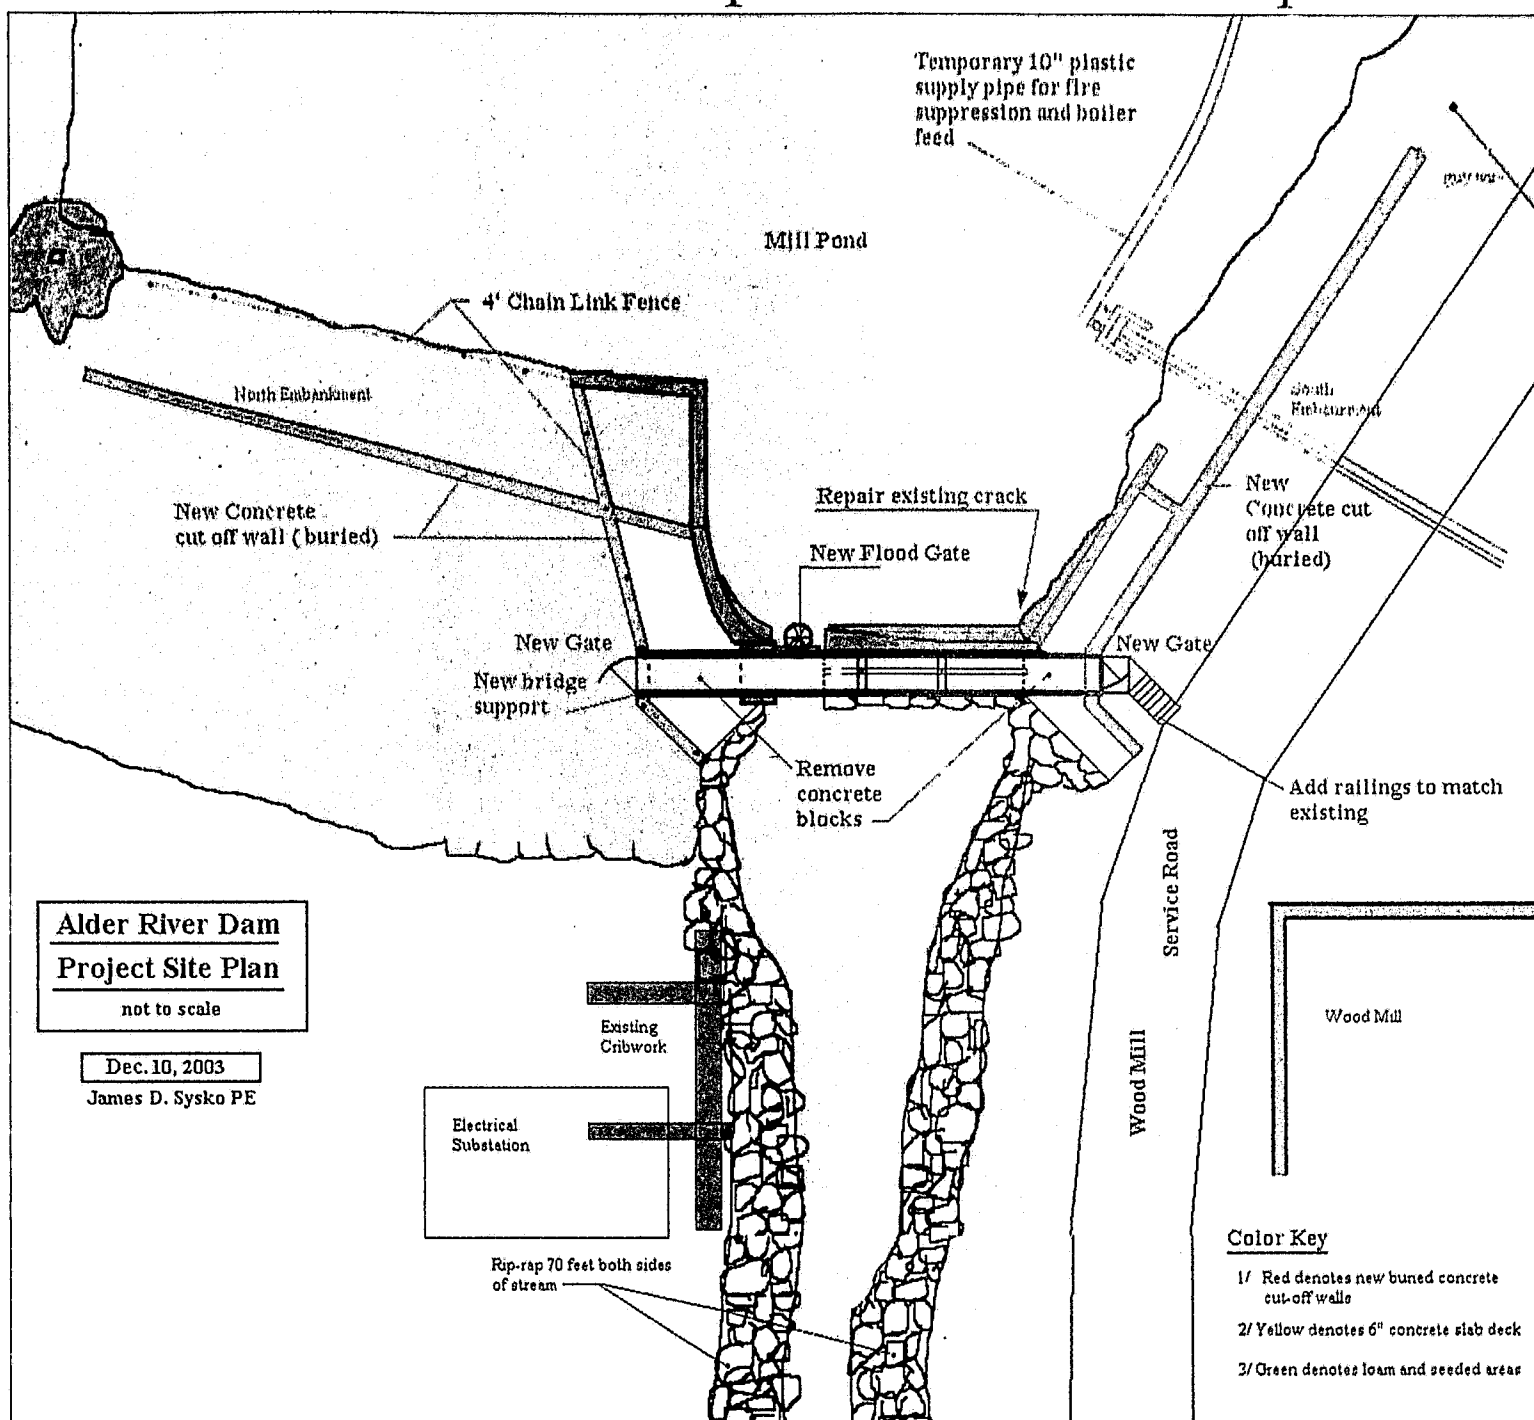 Temporary 10" plastic
supply pipe for fire
suppression and boiler
feed
Mill Pond
4' Chain Link Fence
North Embankment
South
Embankment
New Concrete
cut off wall ( buried)
Repair existing crack
New
Concrete cut
off wall
(buried)
New Flood Gate
New Gate
New Gate
New bridge
support
Remove
concrete
blocks
Add railings to match
existing
Service Road
Wood Mill
Alder River Dam
Project Site Plan
not to scale
Dec. 10, 2003
James D. Sysko PE
Existing
Cribwork
Electrical
Substation
Wood Mill
Rip-rap 70 feet both sides
of stream
Color Key
1/ Red denotes new buried concrete
cut-off walls
2/ Yellow denotes 6" concrete slab deck
3/ Green denotes loam and seeded areas